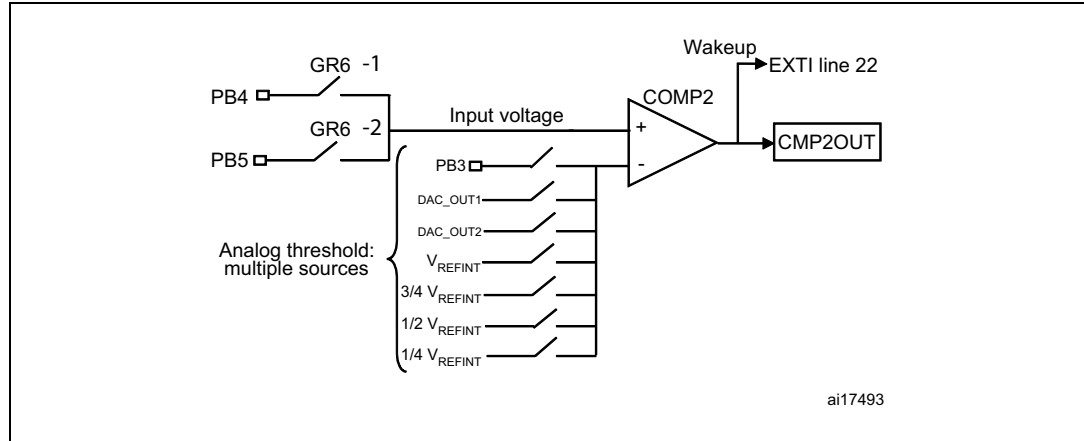 Wakeup
EXTI line 22
GR6 -1
PB4
COMP2
GR6 -2
Input voltage
+
CMP2OUT
PB5
PB3
-
DAC_OUT1
DAC_OUT2
Analog threshold:
multiple sources
VREFINT
3/4 VREFINT
1/2 VREFINT
1/4 VREFINT
ai17493